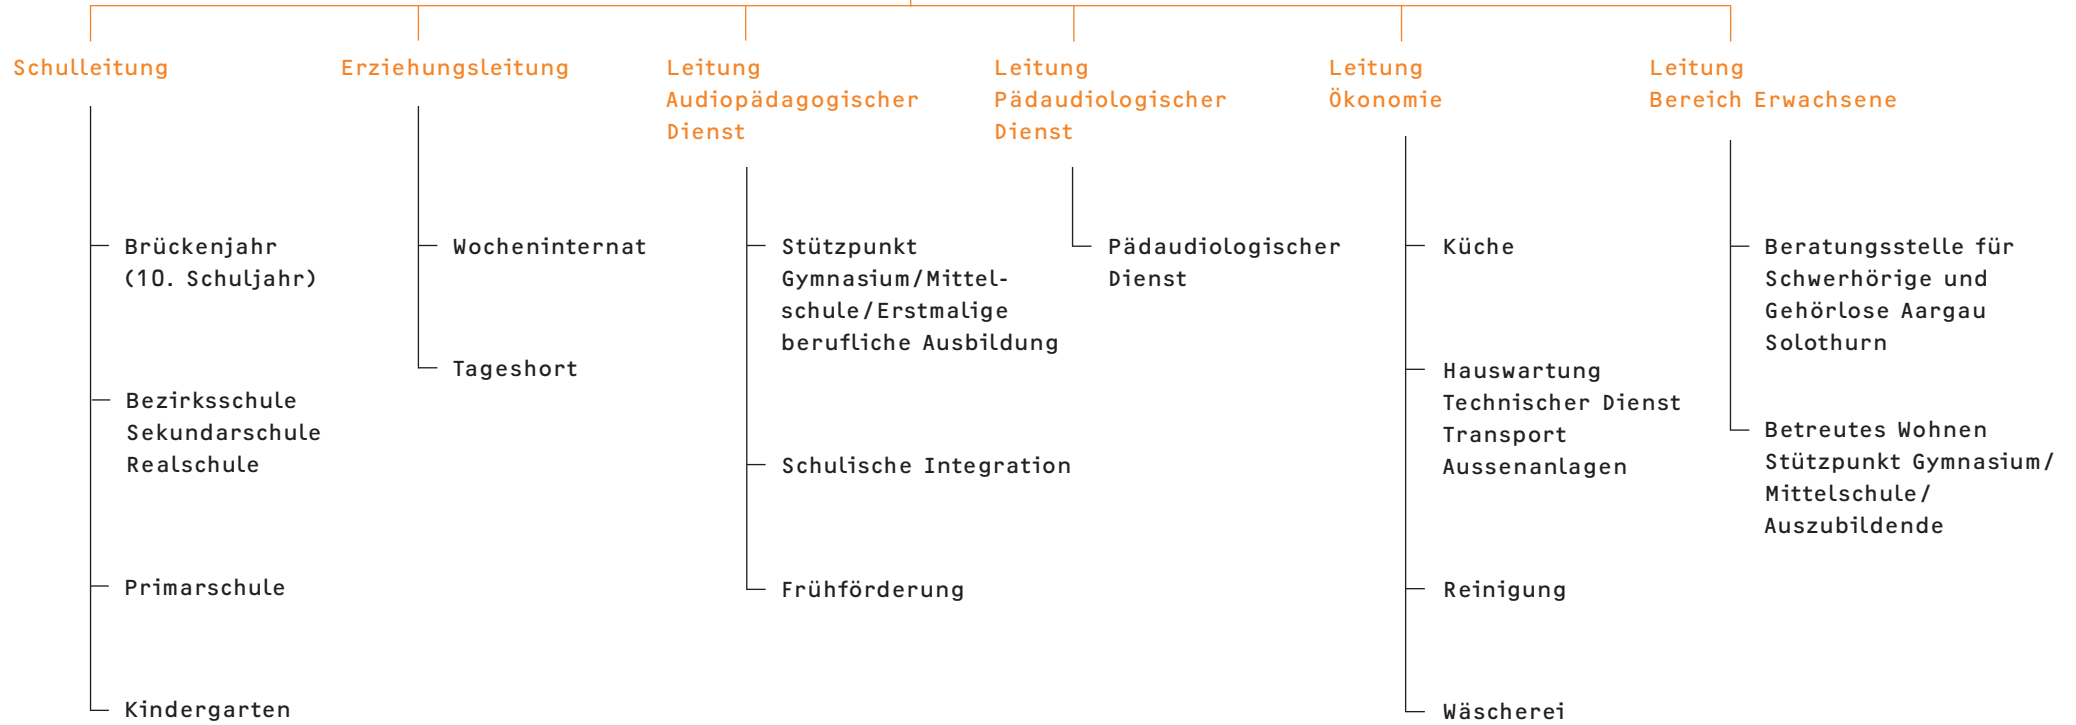 Schulleitung
Brückenjahr
(10. Schuljahr)
Bezirksschule
Sekundarschule
Realschule
Primarschule
Kindergarten
Erziehungsleitung
Wocheninternat
Tageshort
Leitung
Audiopädagogischer
Dienst
Stützpunkt
Gymnasium/Mittel-
schule/Erstmalige
berufliche Ausbildung
Schulische Integration
Frühförderung
Leitung
Pädaudiologischer
Dienst
Pädaudiologischer
Dienst
Leitung
Ökonomie
Küche
Hauswartung
Technischer Dienst
Transport
Aussenanlagen
Reinigung
Wäscherei
Leitung
Bereich Erwachsene
Beratungsstelle für
Schwerhörige und
Gehörlose Aargau
Solothurn
Betreutes Wohnen
Stützpunkt Gymnasium/
Mittelschule/
Auszubildende